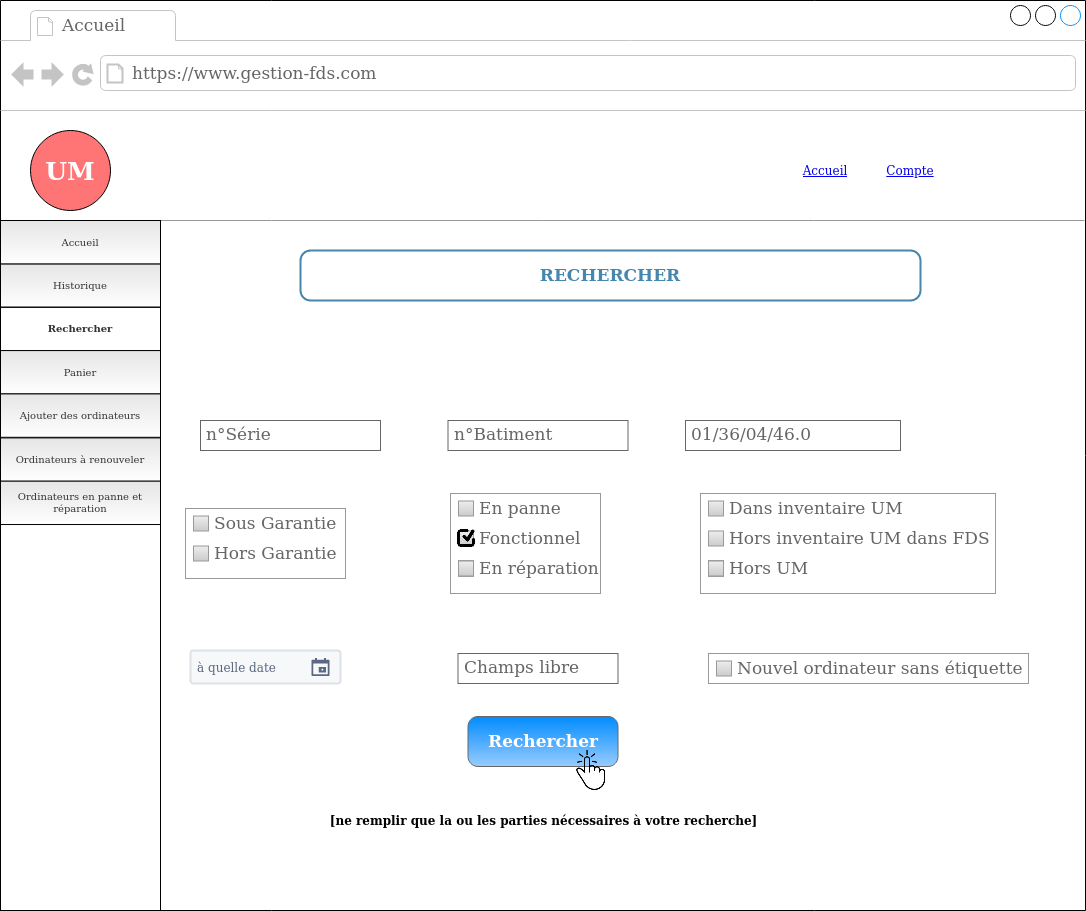 Accueil
https://www.gestion-fds.com
UM
Accueil
Compte
Accueil
Historique
Rechercher
Panier
Ajouter des ordinateurs
Ordinateurs à renouveler
Ordinateurs en panne et
réparation
RECHERCHER
n°Série
n°Batiment
01/36/04/46.0
Sous Garantie
Hors Garantie
En panne
Fonctionnel
En réparation
Dans inventaire UM
Hors inventaire UM dans FDS
Hors UM
à quelle date
Champs libre
Nouvel ordinateur sans étiquette
Rechercher
[ne remplir que la ou les parties nécessaires à votre recherche]